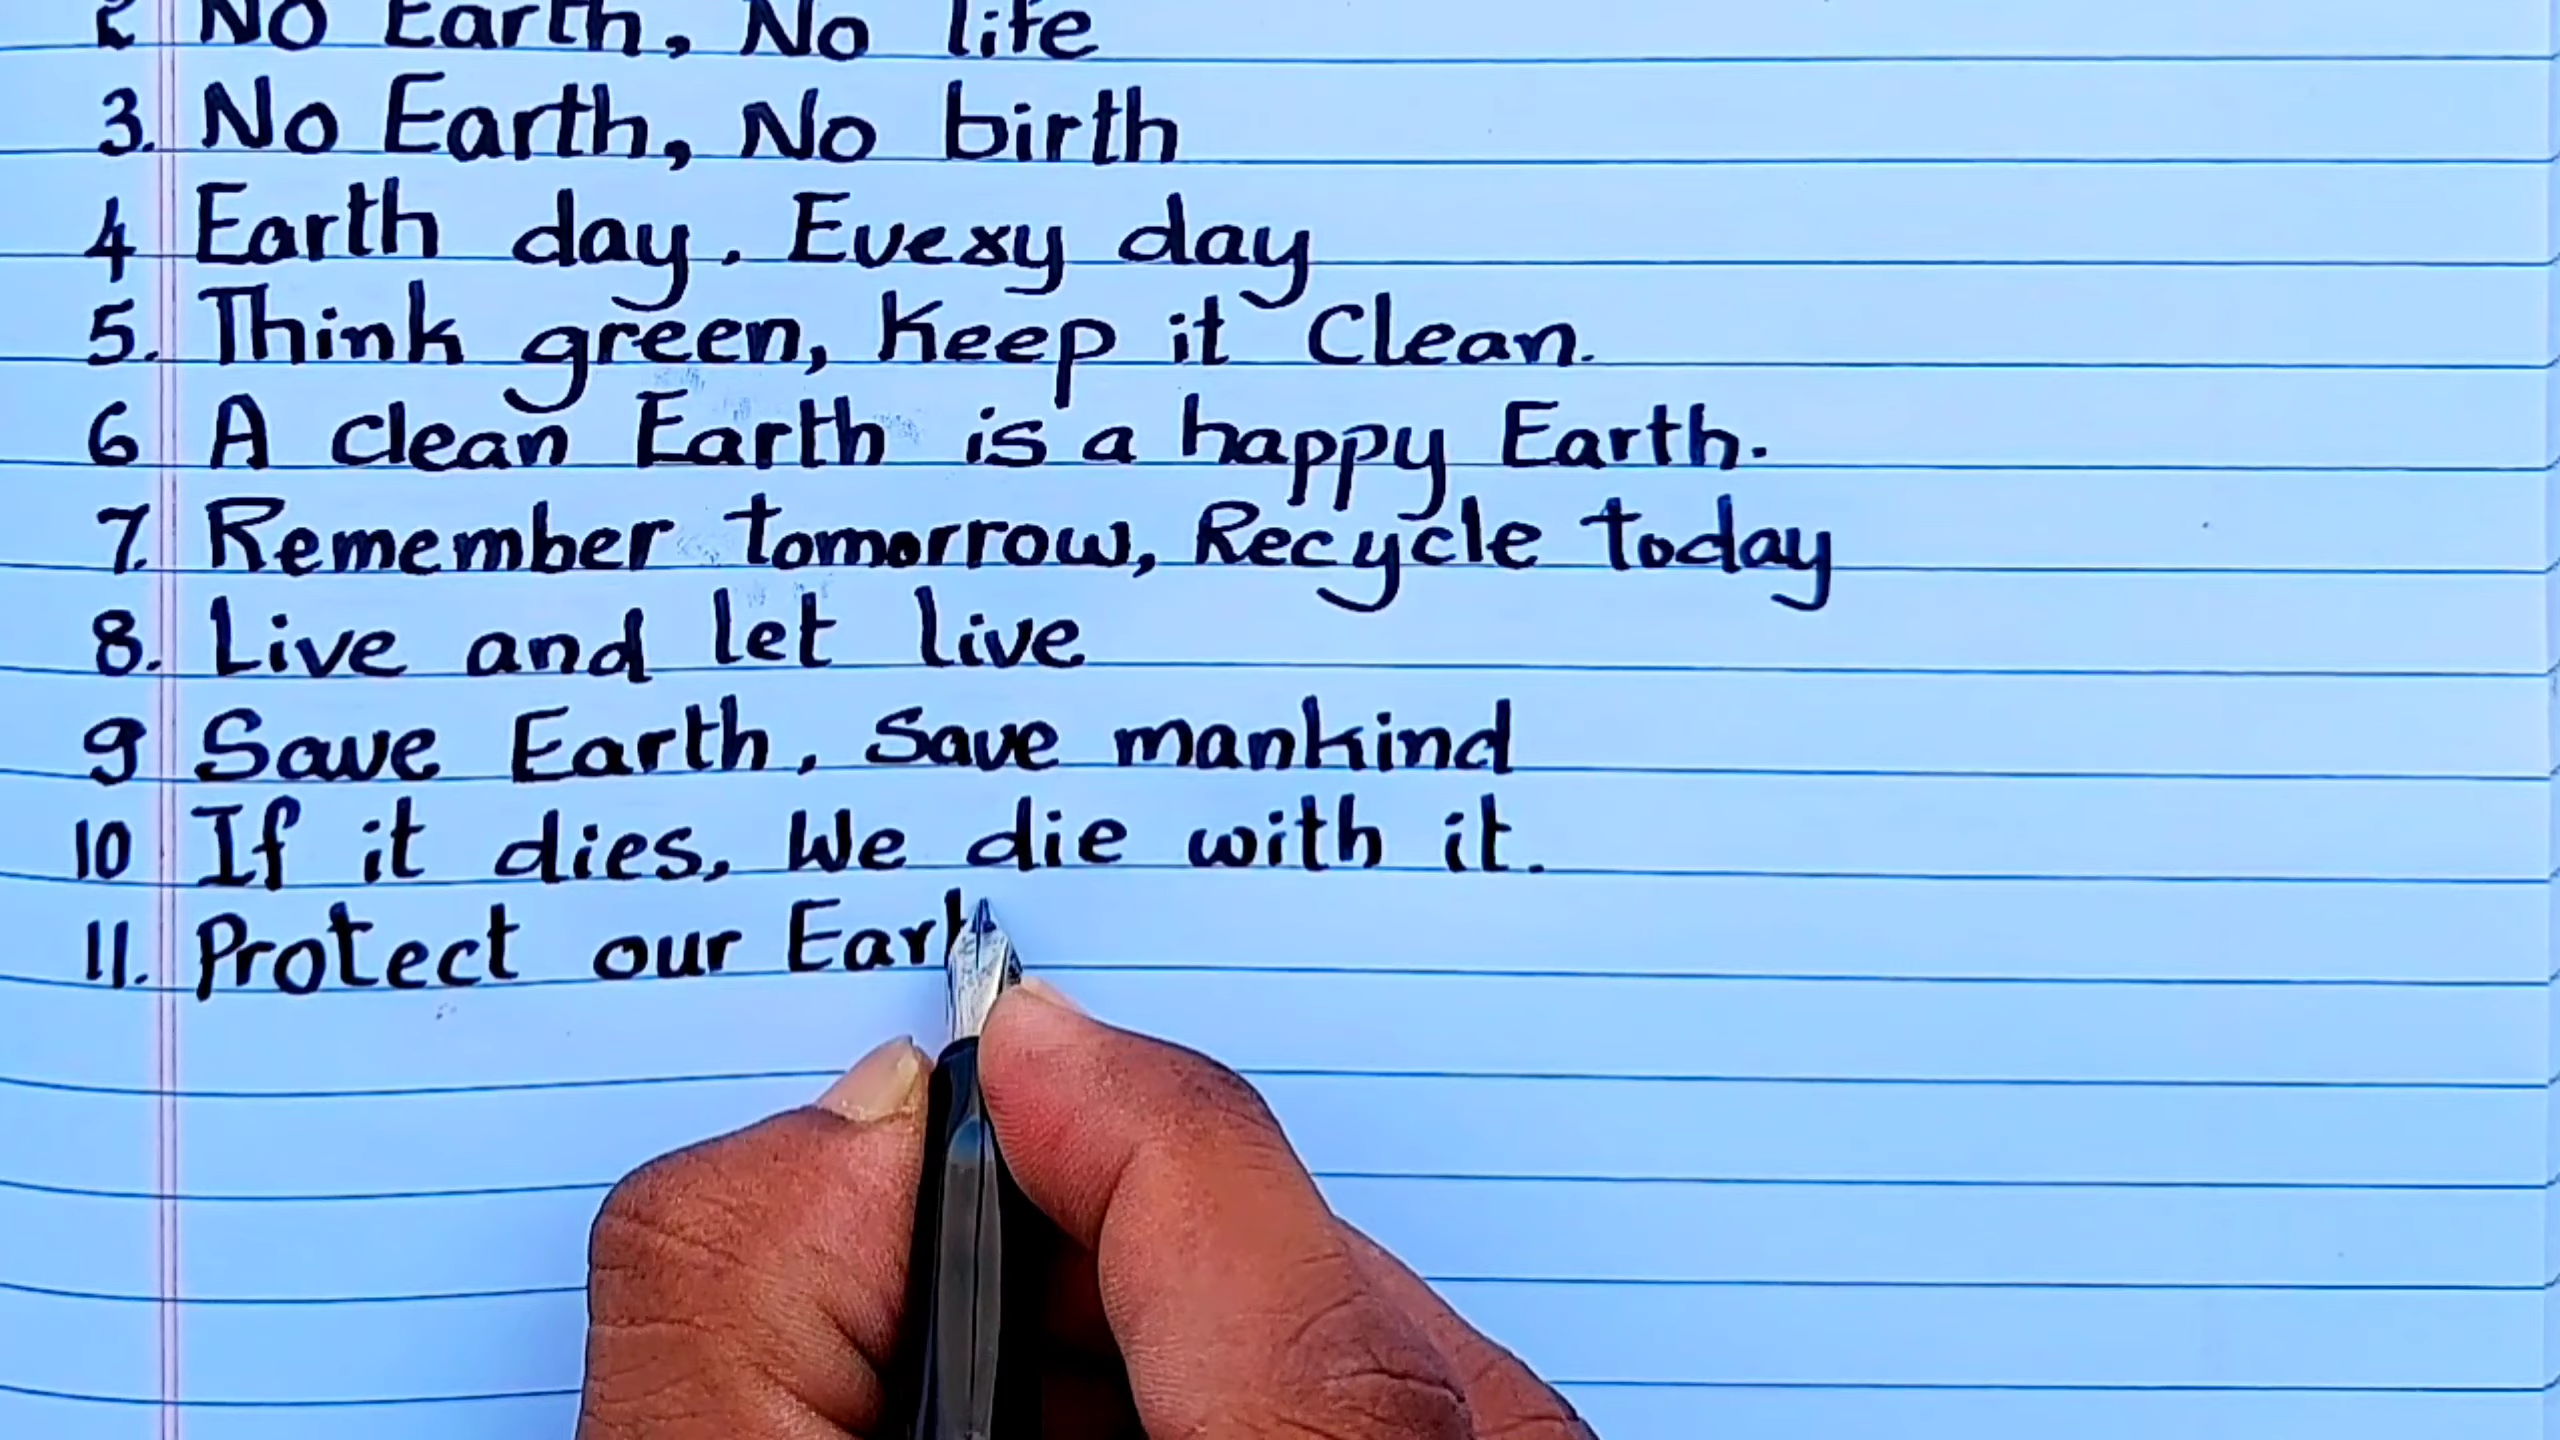 2 No Earth, No life
3. No Earth, No birth
4 Earth day. Every day
5. Think green, Keep it Clean.
6 A clean Earth is a happy Earth.
7. Remember tomorrow, Recycle today
8. Live and let live
9 Save Earth, Save mankind
10 If it dies, We die with it.
11. Protect our Eart